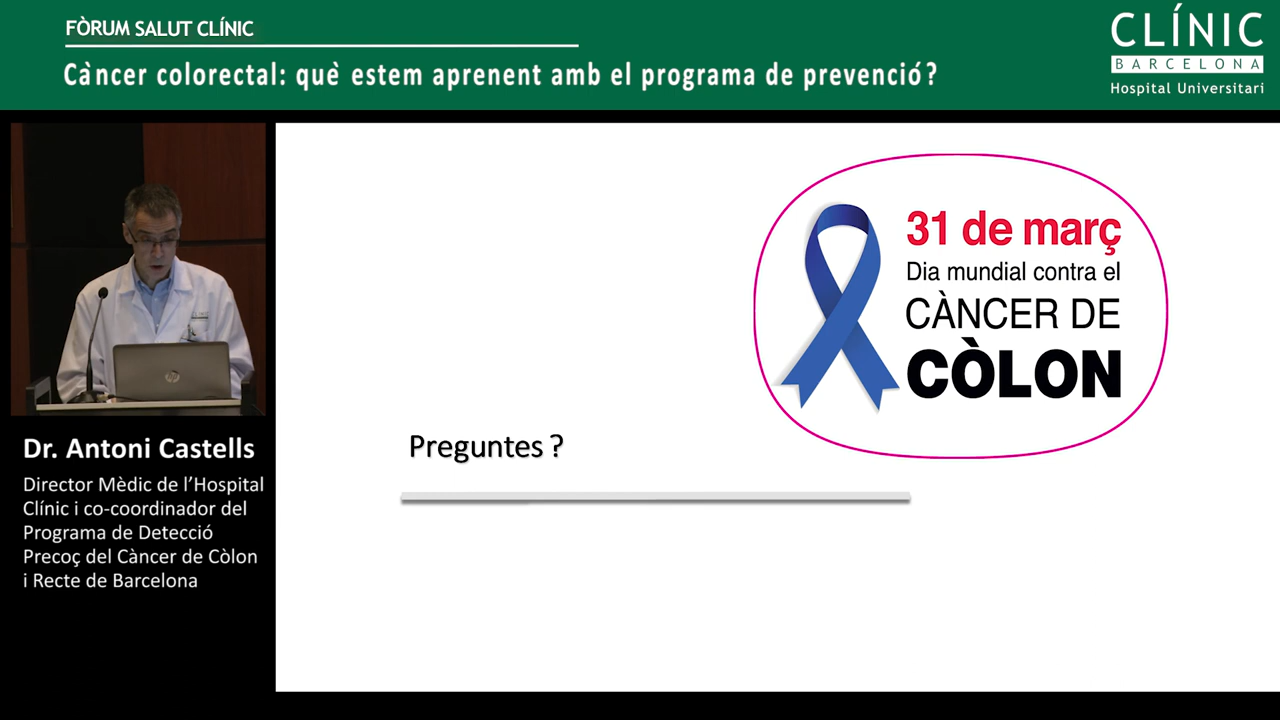 FÒRUM SALUT CLÍNIC
Càncer colorectal: què estem aprenent amb el programa de prevenció?
CLÍNIC
BARCELONA
Hospital Universitari
31 de març
Dia mundial contra el
CÀNCER DE
CÒLON
Preguntes ?
Dr. Antoni Castells
Director Mèdic de l’Hospital
Clínic i co-coordinador del
Programa de Detecció
Precoç del Càncer de Còlon
i Recte de Barcelona